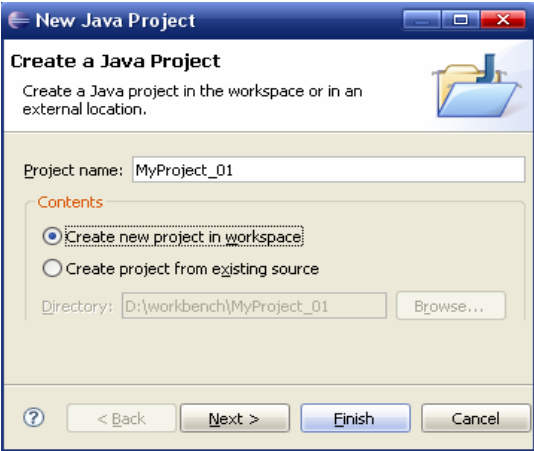 New Java Project
Create a Java Project
Create a Java project in the workspace or in an
external location.
Project name: MyProject_01
Contents
Create new project in workspace
Create project from existing source
Directory: D:\workbench\MyProject_01 Browse...
? < Back Next > Finish Cancel